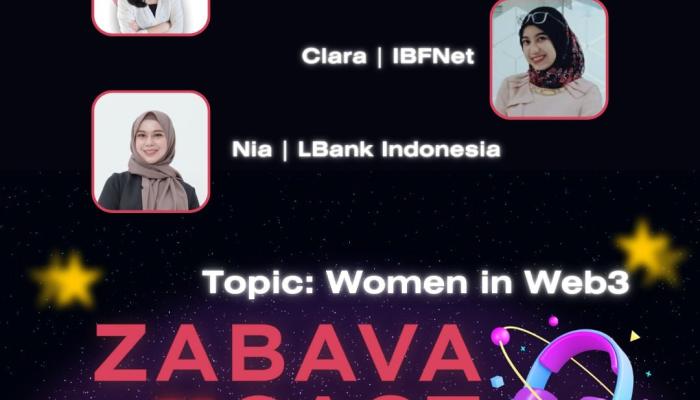 Clara | IBFNet
Nia | LBank Indonesia
Topic: Women in Web3
ZABAVA